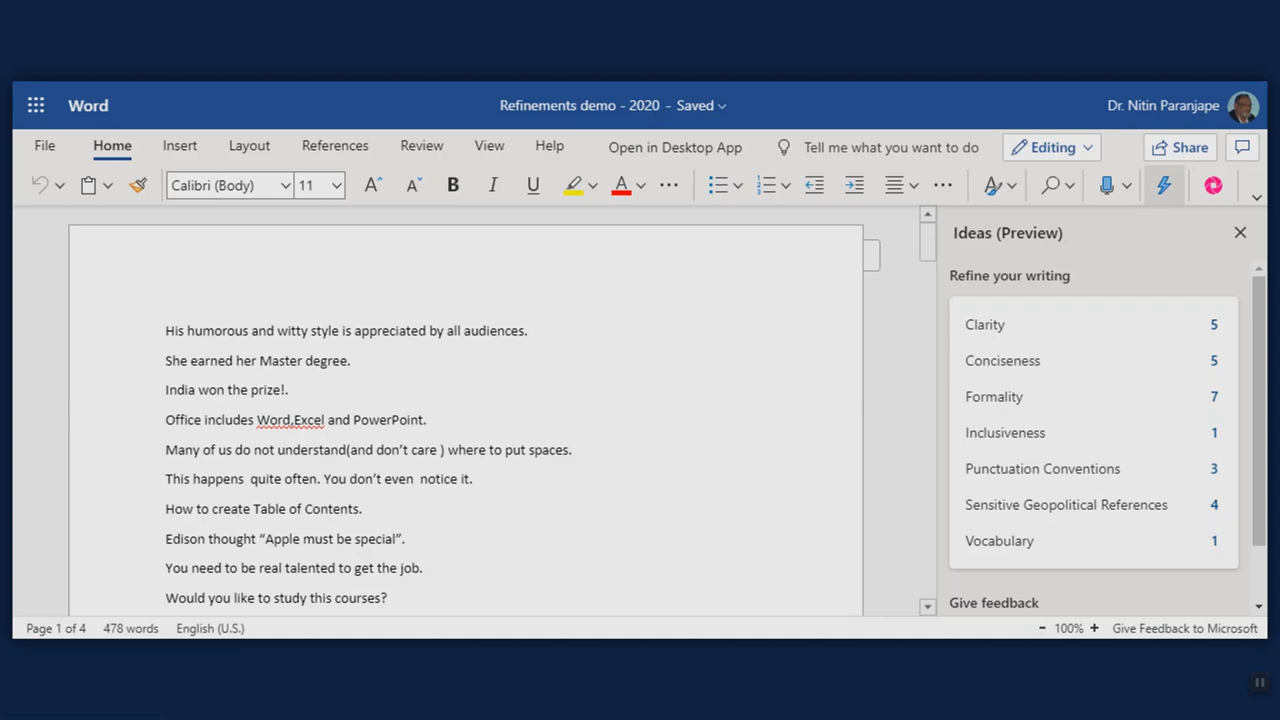 Word
Refinements demo - 2020 - Saved
Dr. Nitin Paranjape
File Home Insert Layout References Review View Help Open in Desktop App Tell me what you want to do Editing Share
Calibri (Body) 11 A A B I U A
Ideas (Preview)
Refine your writing
Clarity 5
Conciseness 5
Formality 7
Inclusiveness 1
Punctuation Conventions 3
Sensitive Geopolitical References 4
Vocabulary 1
Give feedback
His humorous and witty style is appreciated by all audiences.
She earned her Master degree.
India won the prize!.
Office includes Word,Excel and PowerPoint.
Many of us do not understand(and don’t care ) where to put spaces.
This happens  quite often. You don’t even  notice it.
How to create Table of Contents.
Edison thought “Apple must be special”.
You need to be real talented to get the job.
Would you like to study this courses?
Page 1 of 4 478 words English (U.S.) - 100% + Give Feedback to Microsoft